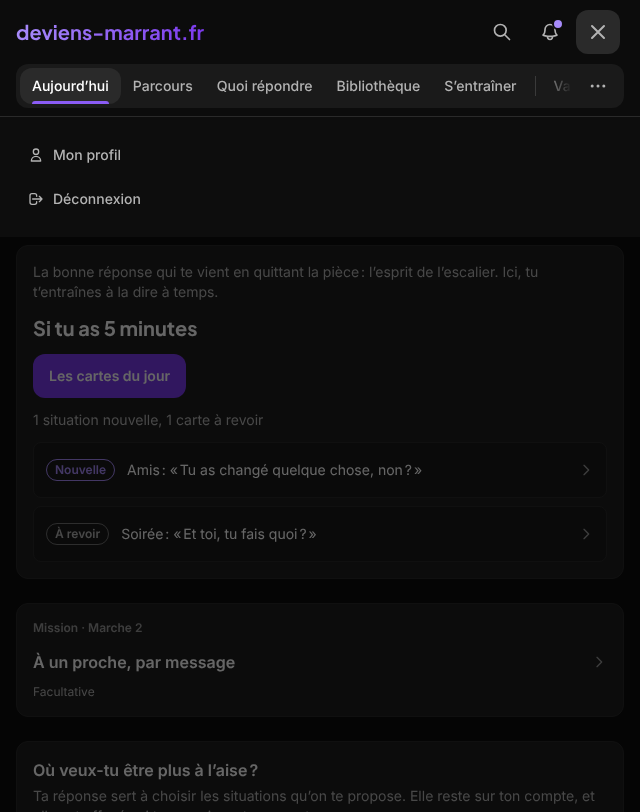 deviens-marrant.fr
Aujourd’hui
Parcours
Quoi répondre
Bibliothèque
S’entraîner
Mon profil
Déconnexion
La bonne réponse qui te vient en quittant la pièce : l’esprit de l’escalier. Ici, tu
t’entraînes à la dire à temps.
Si tu as 5 minutes
Les cartes du jour
1 situation nouvelle, 1 carte à revoir
Nouvelle Amis : « Tu as changé quelque chose, non ? »
À revoir Soirée : « Et toi, tu fais quoi ? »
Mission · Marche 2
À un proche, par message
Facultative
Où veux-tu être plus à l’aise ?
Ta réponse sert à choisir les situations qu’on te propose. Elle reste sur ton compte, et